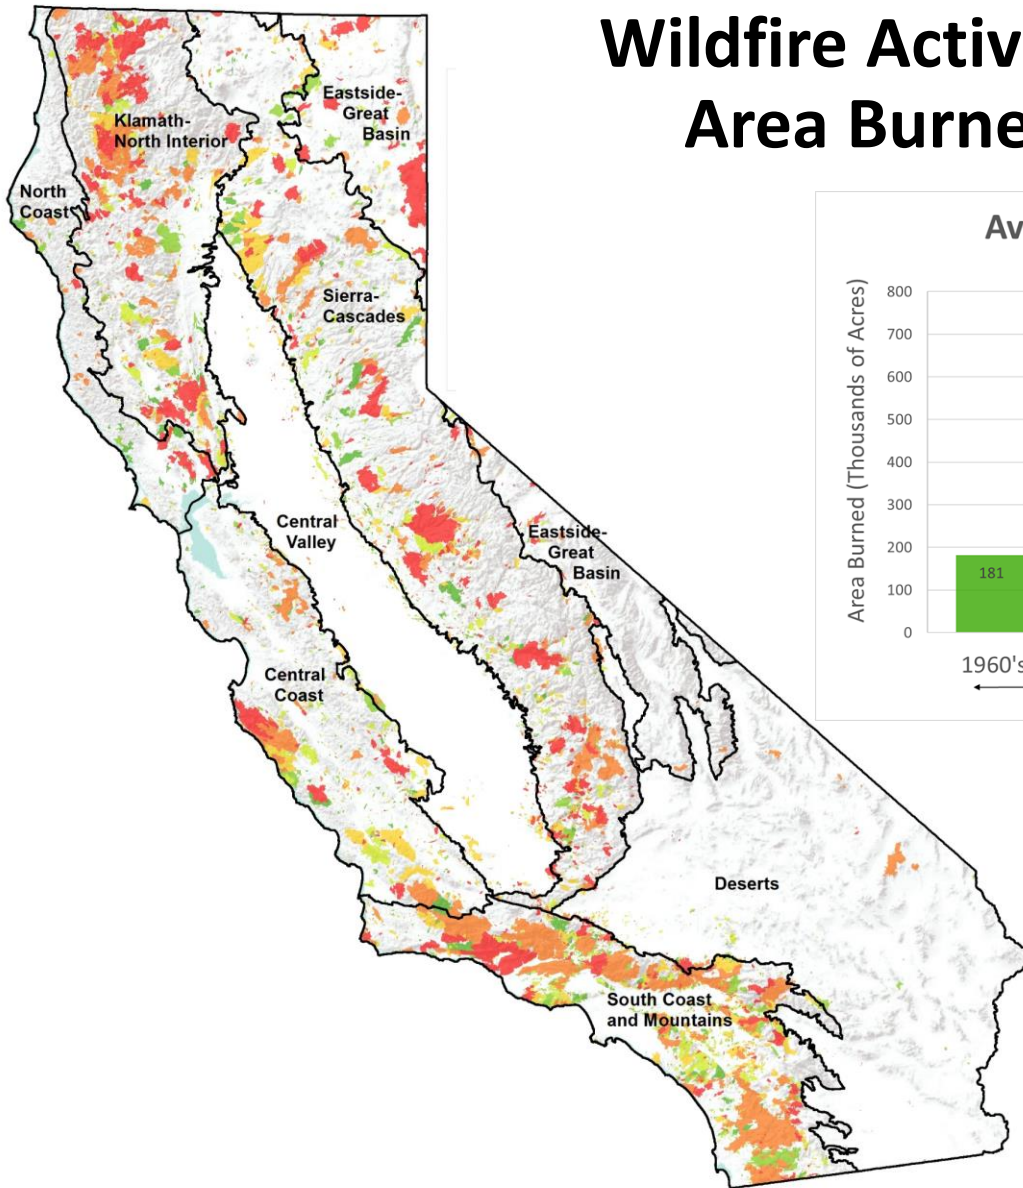 Wildfire Activ
Area Burne
Eastside-
Great
Basin
Klamath-
North Interior
North
Coast
Sierra-
Cascades
Central
Valley
Eastside-
Great
Basin
Central
Coast
Deserts
South Coast
and Mountains
Av
Area Burned (Thousands of Acres)
800
700
600
500
400
300
200
100
0
181
1960's